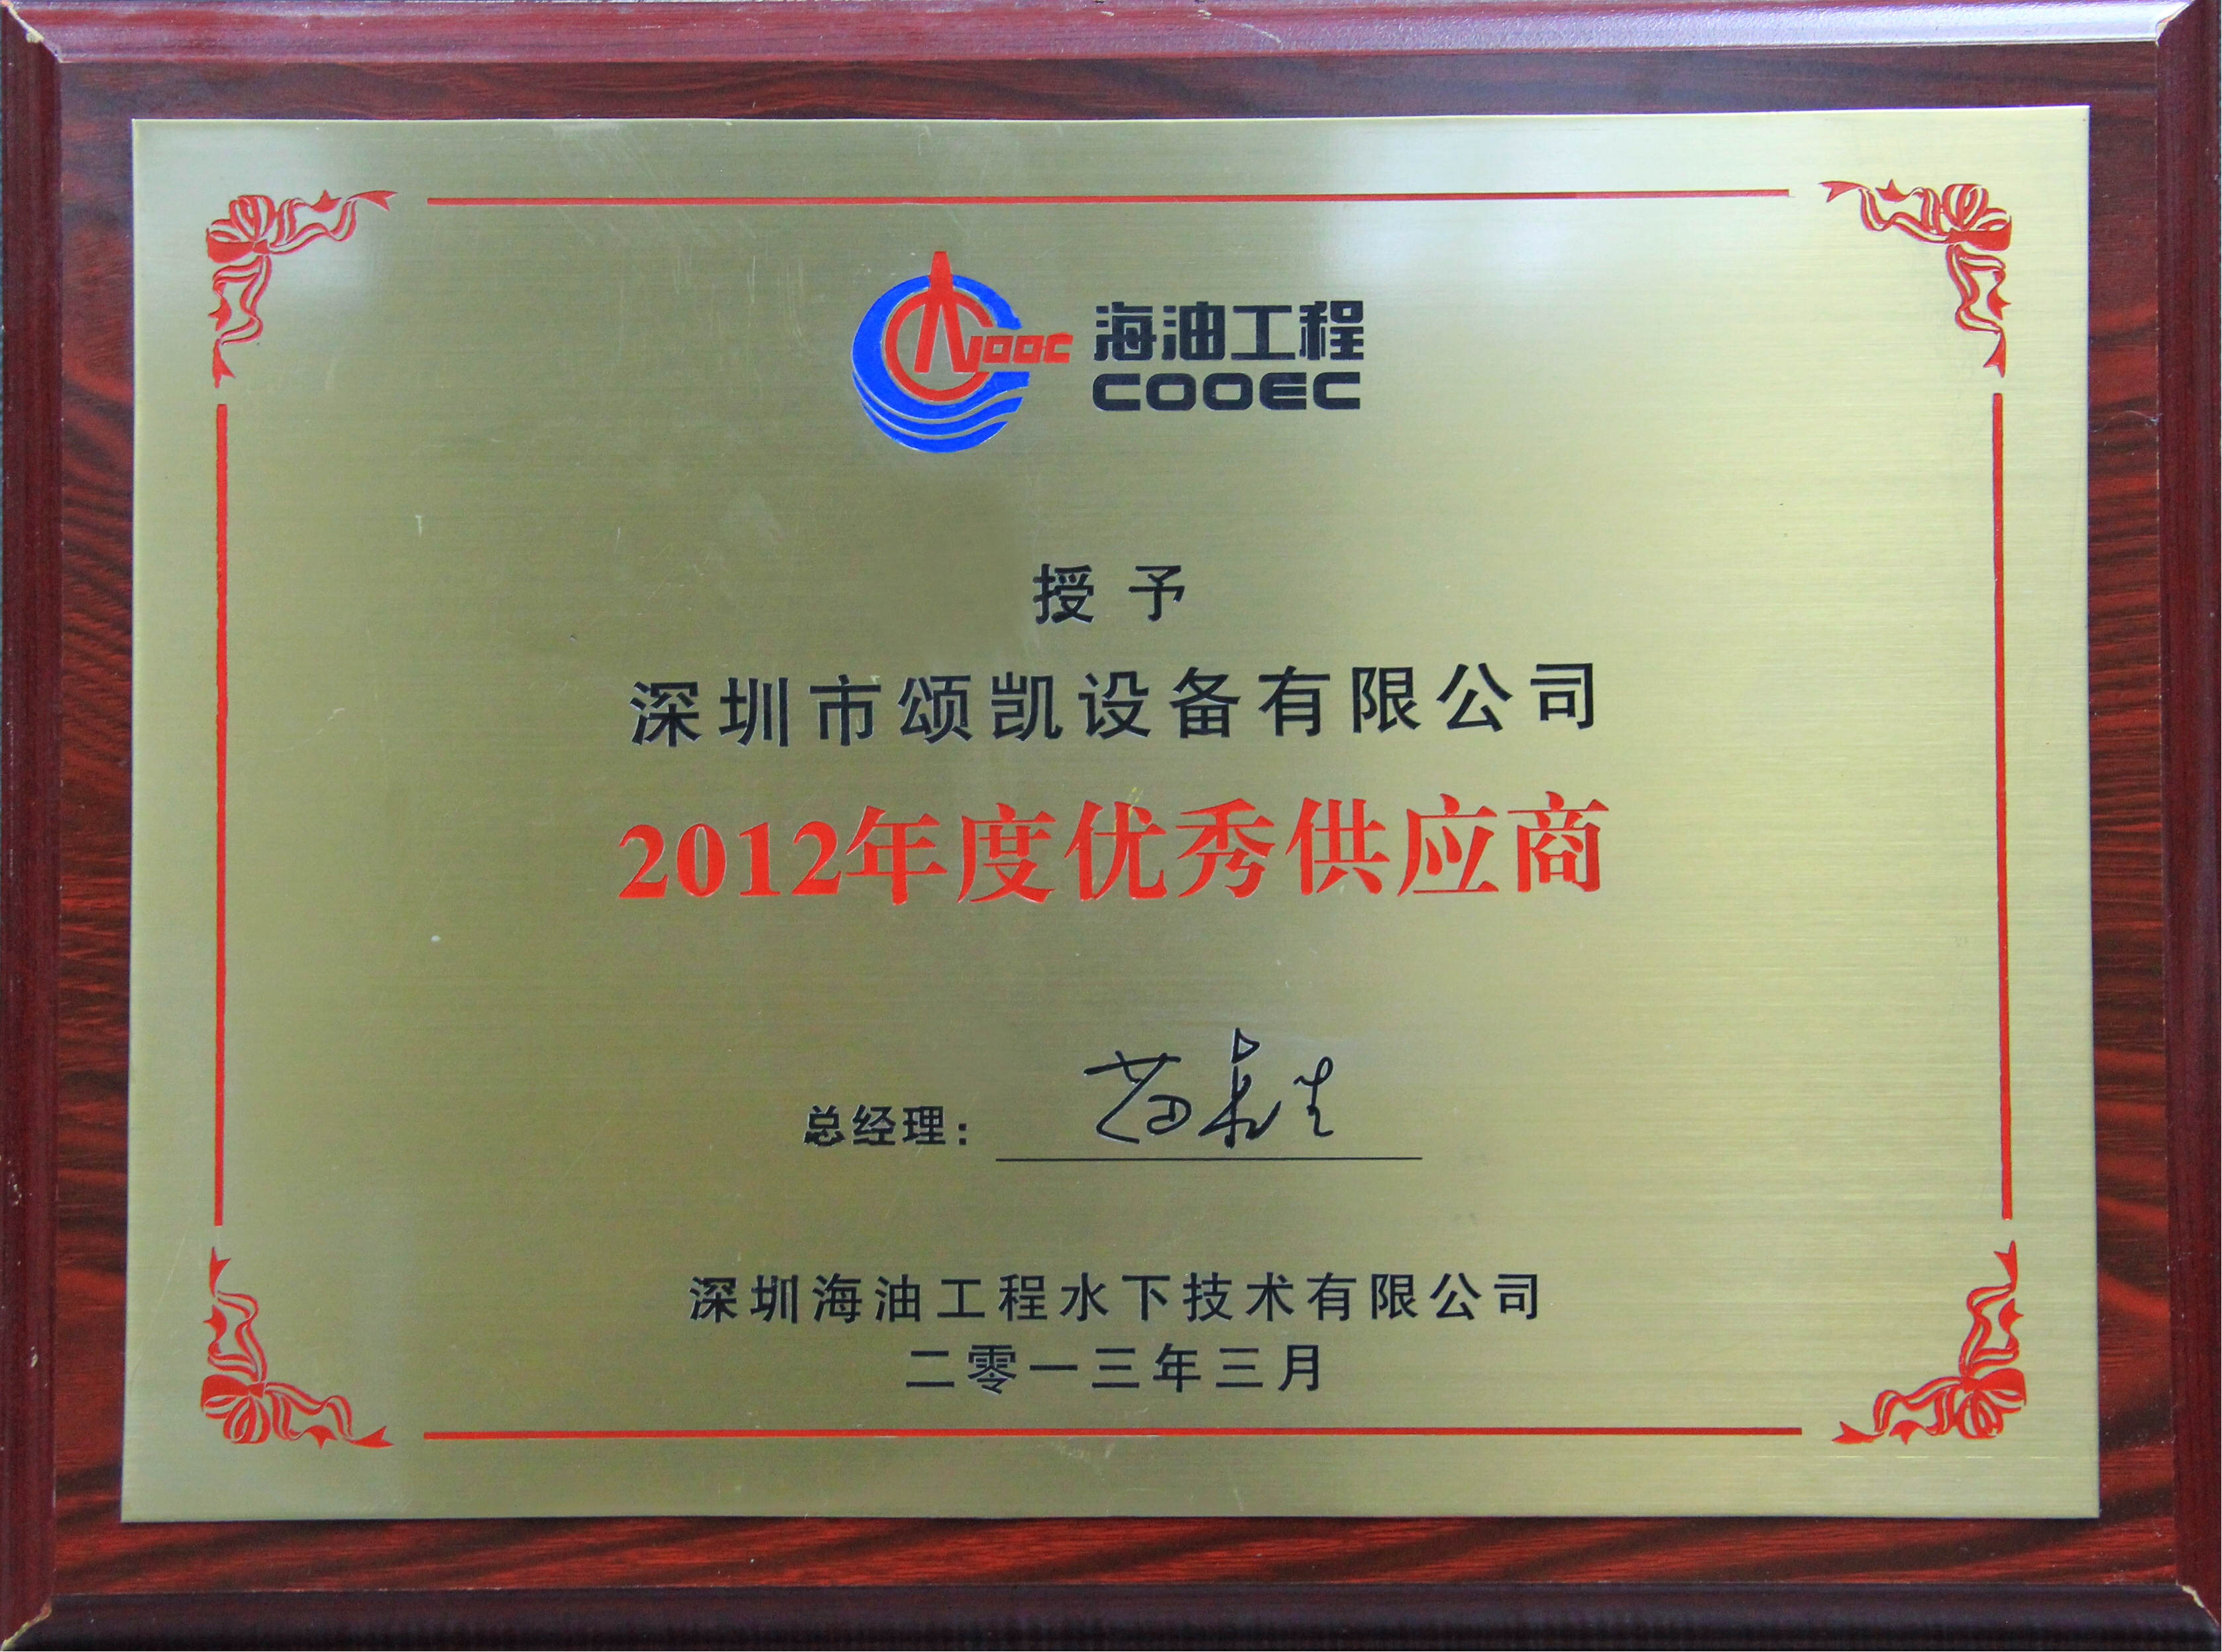 CNOOC
海油工程
COOEC
授予
深圳市颂凯设备有限公司
2012年度优秀供应商
总经理：
深圳海油工程水下技术有限公司
二零一三年三月